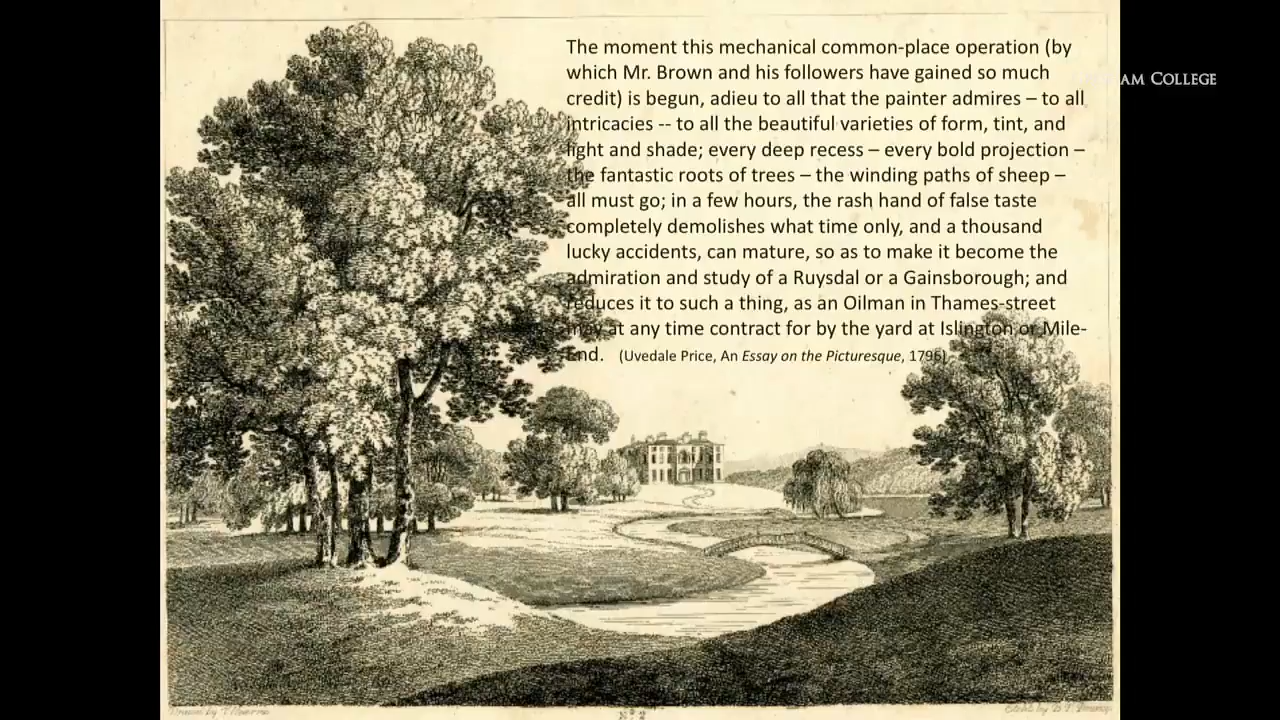 The moment this mechanical common-place operation (by
which Mr. Brown and his followers have gained so much
credit) is begun, adieu to all that the painter admires – to all
intricacies -- to all the beautiful varieties of form, tint, and
light and shade; every deep recess – every bold projection –
the fantastic roots of trees – the winding paths of sheep –
all must go; in a few hours, the rash hand of false taste
completely demolishes what time only, and a thousand
lucky accidents, can mature, so as to make it become the
admiration and study of a Ruysdal or a Gainsborough; and
reduces it to such a thing, as an Oilman in Thames-street
may at any time contract for by the yard at Islington or Mile-
End. (Uvedale Price, An Essay on the Picturesque, 1796)
AM COLLEGE
Drawn by
Nº 2
by